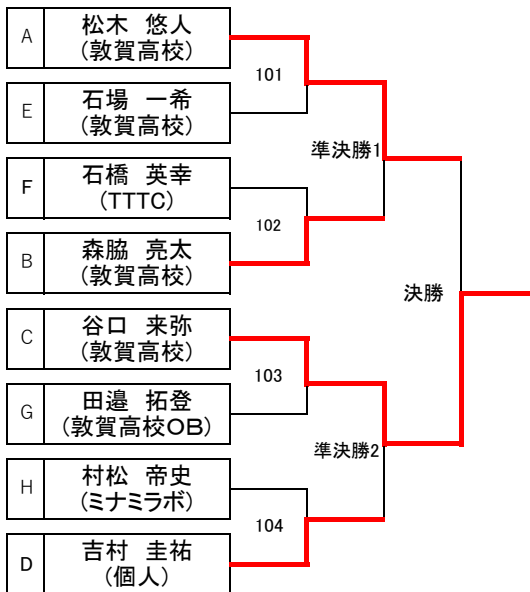 A
松木 悠人
(敦賀高校)
101
E
石場 一希
(敦賀高校)
準決勝1
F
石橋 英幸
(TTTC)
102
B
森脇 亮太
(敦賀高校)
決勝
C
谷口 来弥
(敦賀高校)
103
G
田邉 拓登
(敦賀高校OB)
準決勝2
H
村松 帝史
(ミナミラボ)
104
D
吉村 圭祐
(個人)